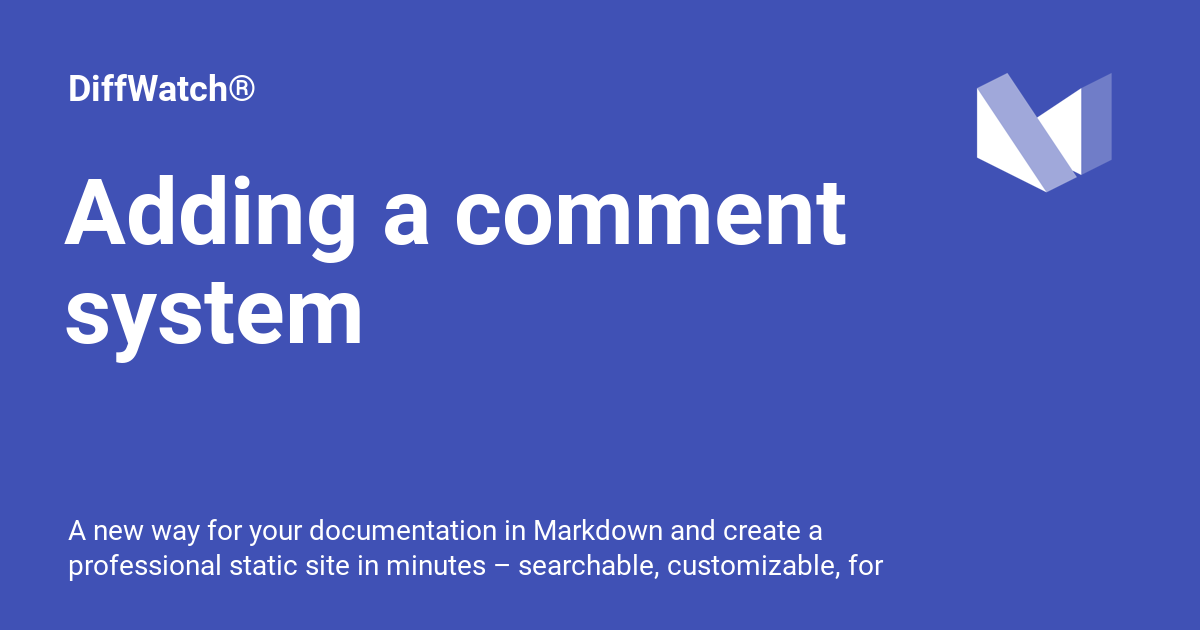 DiffWatch®
Adding a comment
system
A new way for your documentation in Markdown and create a
professional static site in minutes – searchable, customizable, for